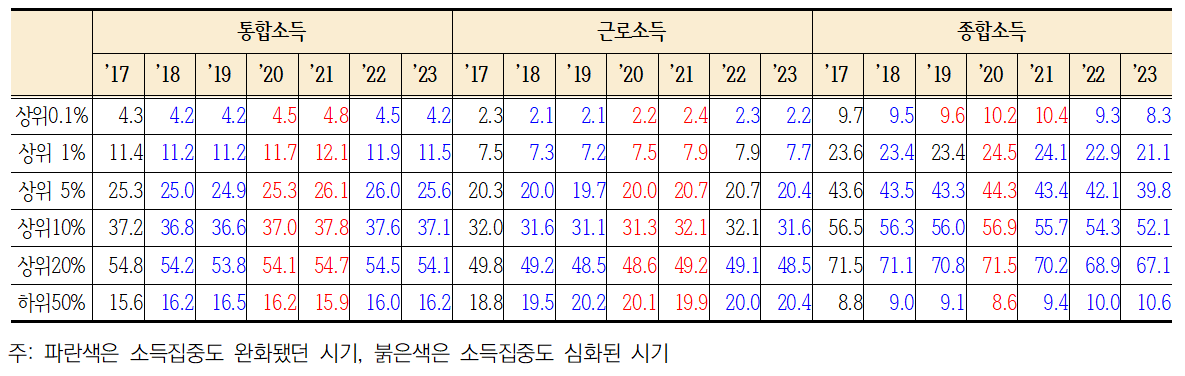 통합소득 근로소득 종합소득
’17 ’18 ’19 ’20 ’21 ’22 ’23 ’17 ’18 ’19 ’20 ’21 ’22 ’23 ’17 ’18 ’19 ’20 ’21 ’22 ’23
상위0.1% 4.3 4.2 4.2 4.5 4.8 4.5 4.2 2.3 2.1 2.1 2.2 2.4 2.3 2.2 9.7 9.5 9.6 10.2 10.4 9.3 8.3
상위 1% 11.4 11.2 11.2 11.7 12.1 11.9 11.5 7.5 7.3 7.2 7.5 7.9 7.9 7.7 23.6 23.4 23.4 24.5 24.1 22.9 21.1
상위 5% 25.3 25.0 24.9 25.3 26.1 26.0 25.6 20.3 20.0 19.7 20.0 20.7 20.7 20.4 43.6 43.5 43.3 44.3 43.4 42.1 39.8
상위10% 37.2 36.8 36.6 37.0 37.8 37.6 37.1 32.0 31.6 31.1 31.3 32.1 32.1 31.6 56.5 56.3 56.0 56.9 55.7 54.3 52.1
상위20% 54.8 54.2 53.8 54.1 54.7 54.5 54.1 49.8 49.2 48.5 48.6 49.2 49.1 48.5 71.5 71.1 70.8 71.5 70.2 68.9 67.1
하위50% 15.6 16.2 16.5 16.2 15.9 16.0 16.2 18.8 19.5 20.2 20.1 19.9 20.0 20.4 8.8 9.0 9.1 8.6 9.4 10.0 10.6
주: 파란색은 소득집중도 완화됐던 시기, 붉은색은 소득집중도 심화된 시기